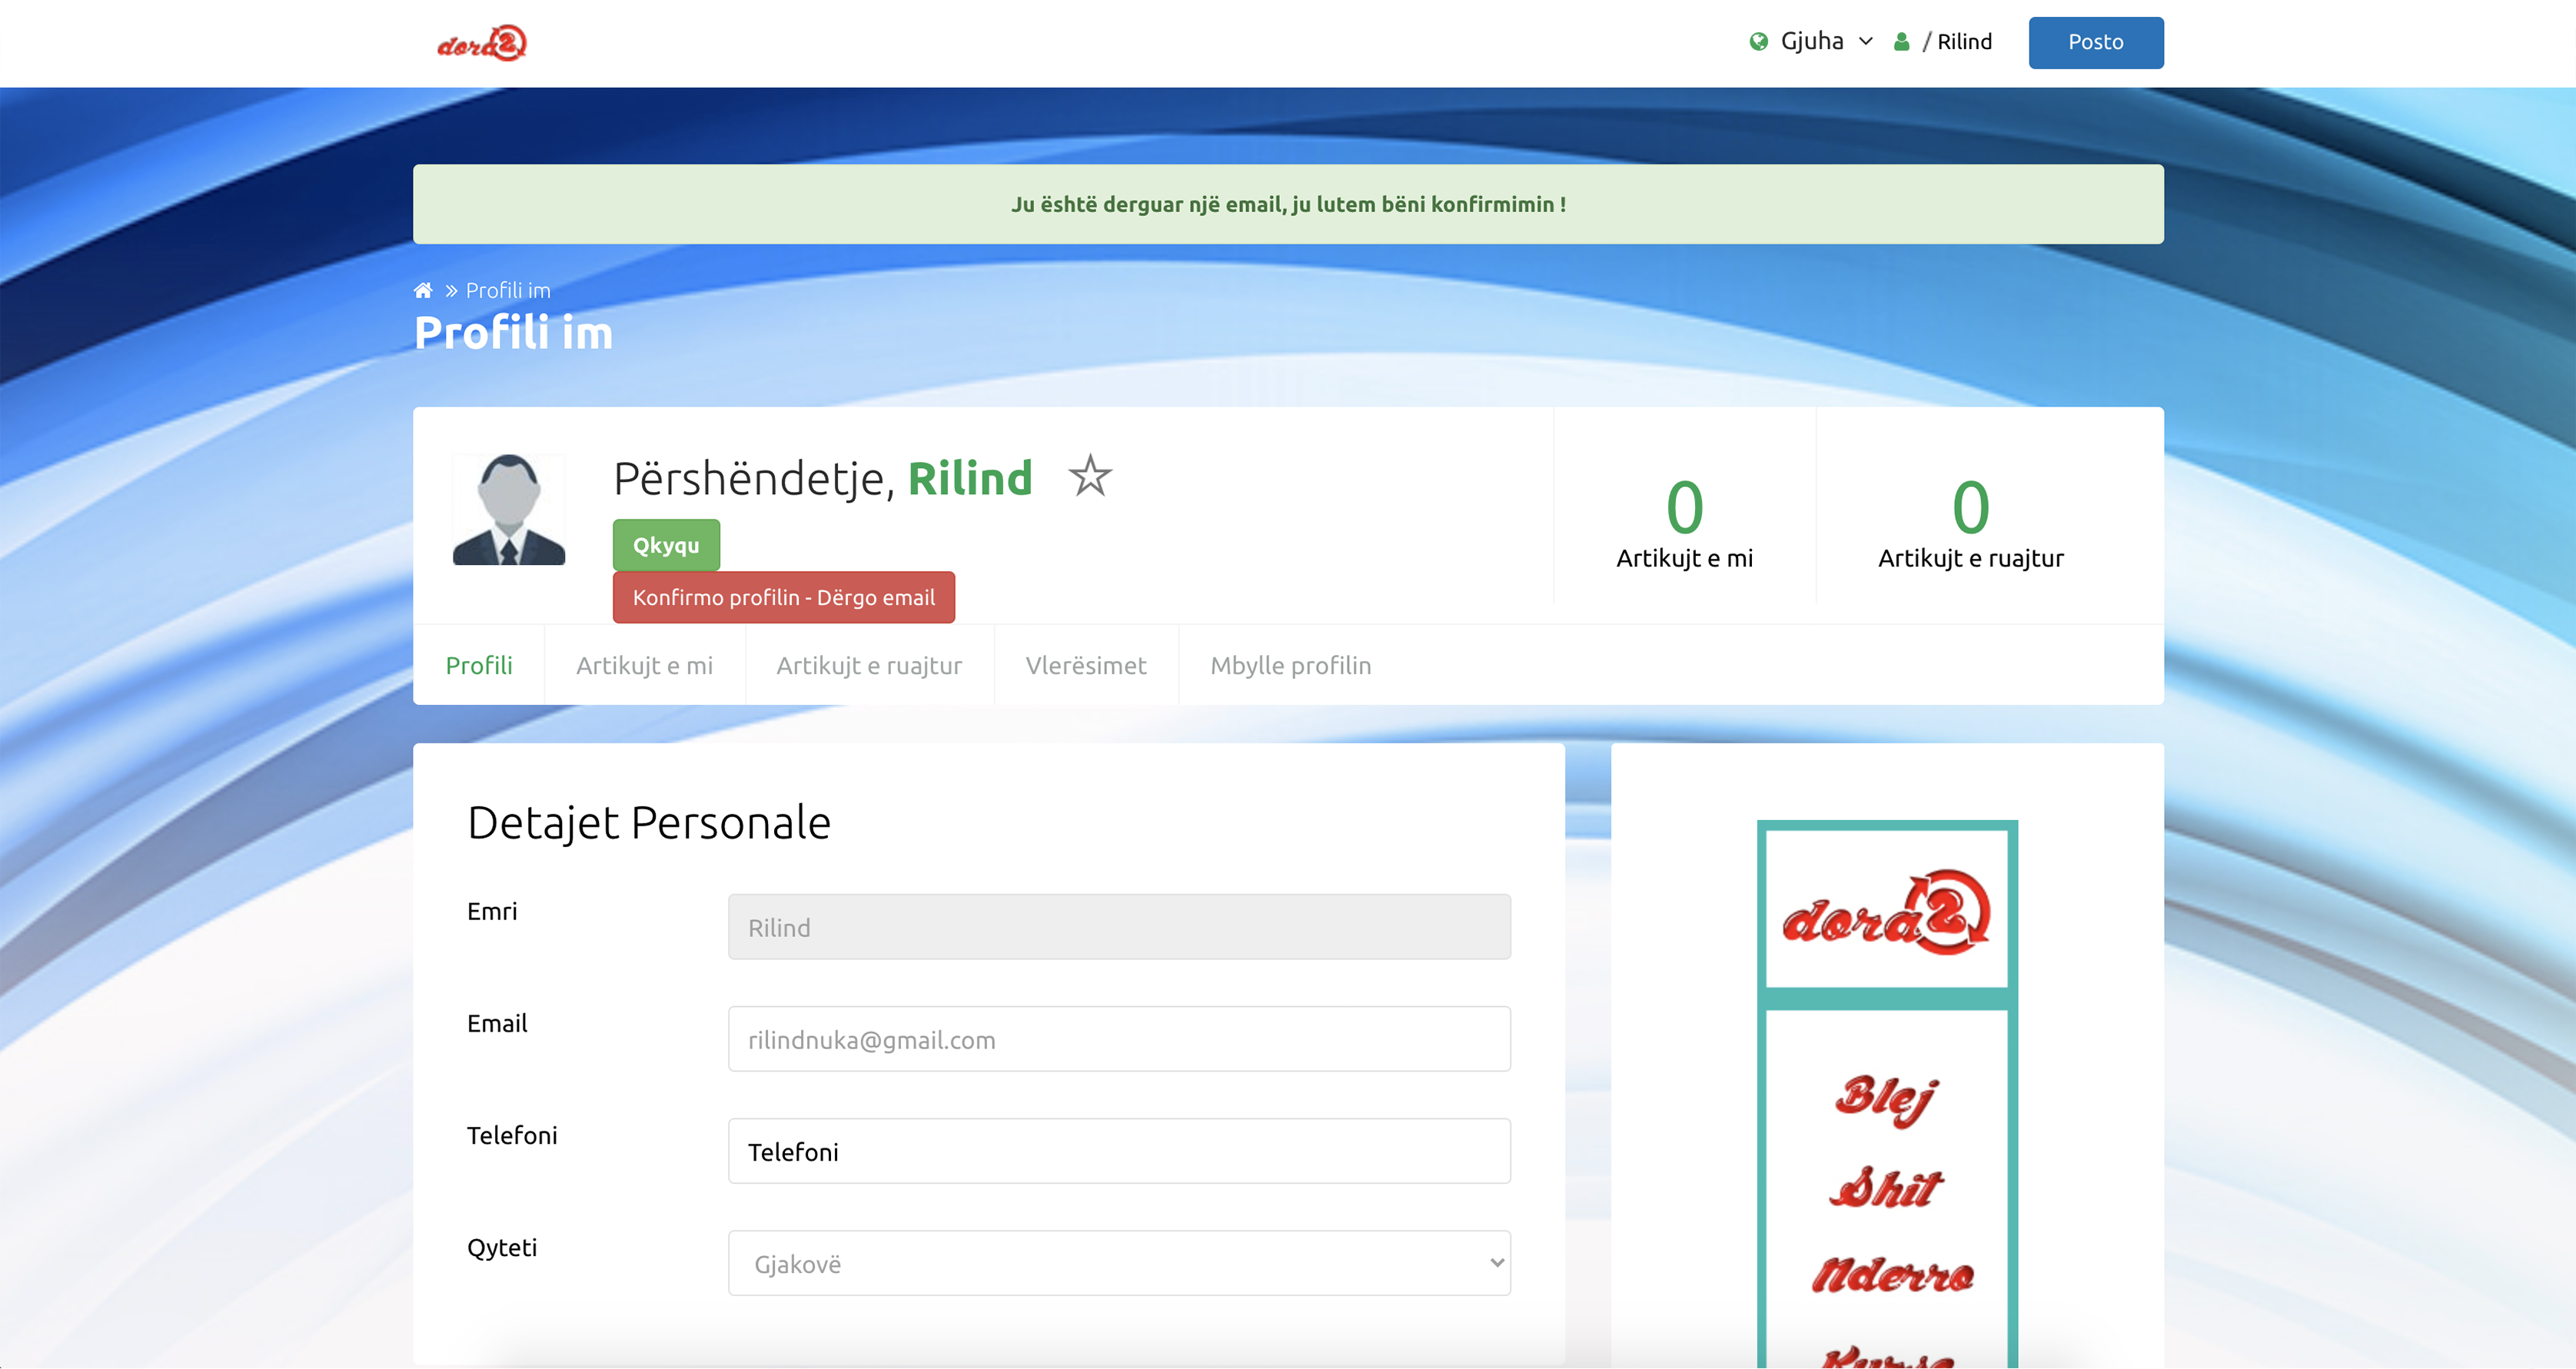 dora2
Gjuha
/ Rilind
Posto
Ju është derguar një email, ju lutem bëni konfirmimin !
» Profili im
Profili im
Përshëndetje, Rilind
Qkyqu
Konfirmo profilin - Dërgo email
0
Artikujt e mi
0
Artikujt e ruajtur
Profili
Artikujt e mi
Artikujt e ruajtur
Vlerësimet
Mbylle profilin
Detajet Personale
Emri
Rilind
Email
rilindnuka@gmail.com
Telefoni
Telefoni
Qyteti
Gjakovë
dora2
Blej
Shit
Nderro